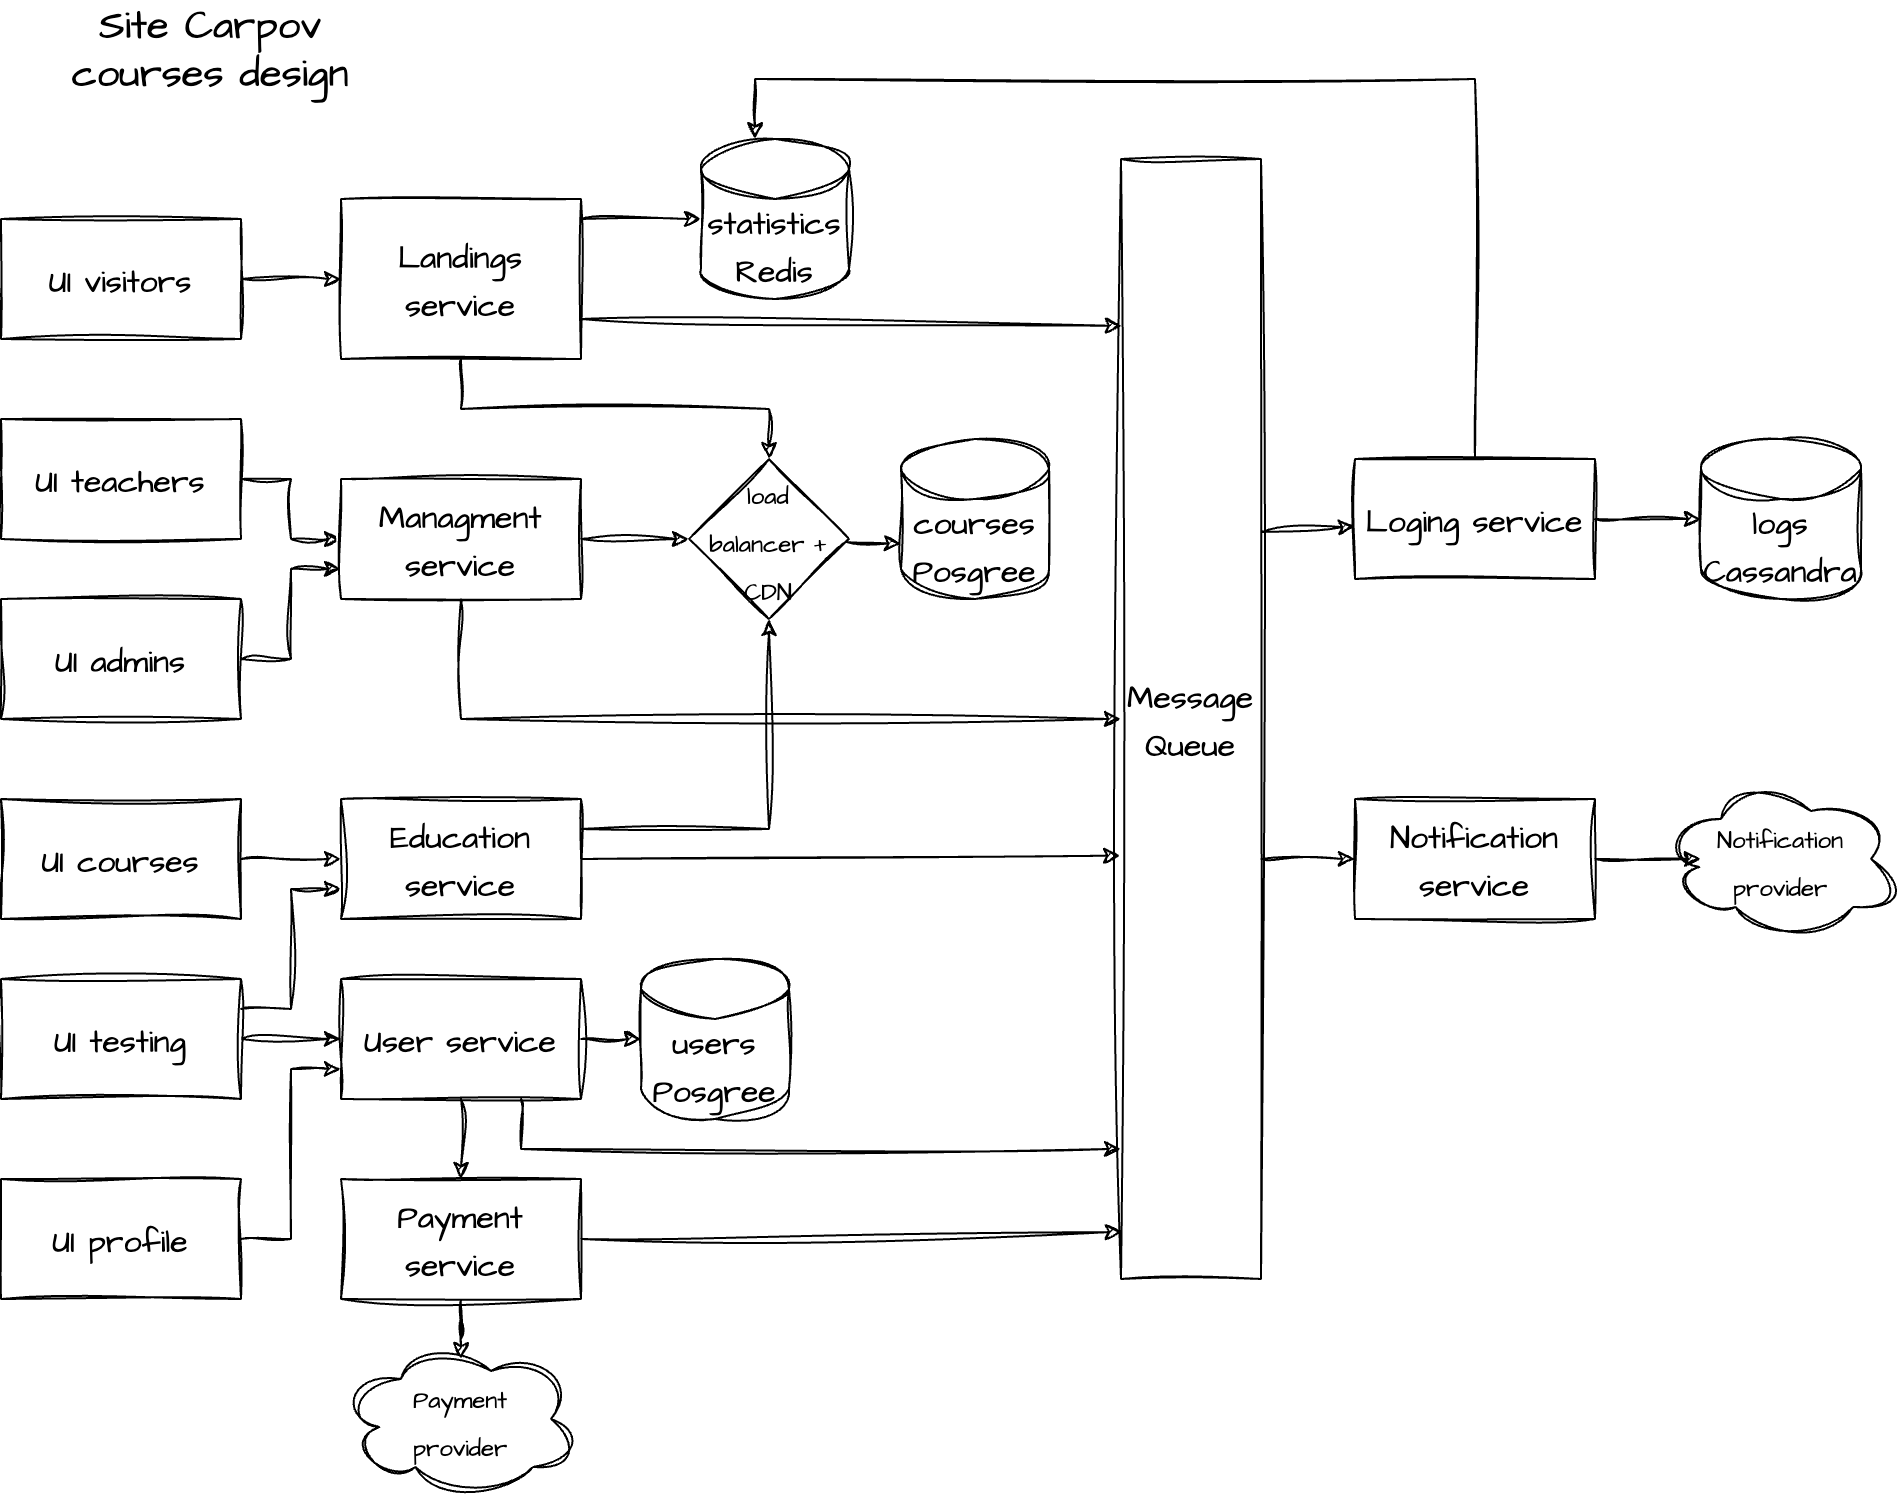 Site Carpov
courses design
statistics
Redis
UI visitors
Landings
service
UI teachers
Managment
service
load
balancer +
CDN
courses
Posgree
Loging service
logs
Cassandra
UI admins
Message
Queue
UI courses
Education
service
Notification
service
Notification
provider
UI testing
User service
users
Posgree
UI profile
Payment
service
Payment
provider